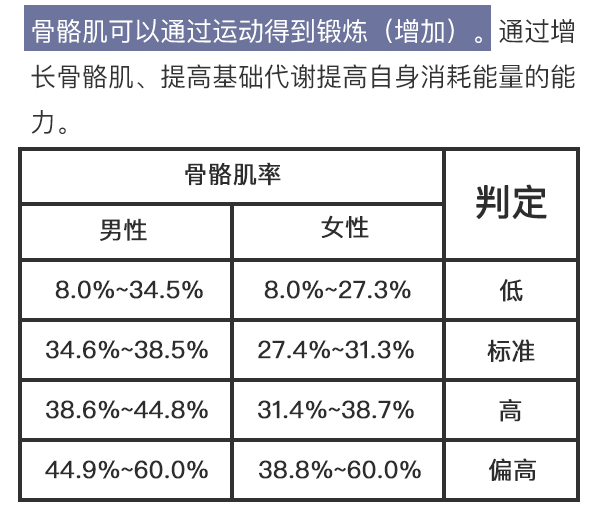 骨骼肌可以通过运动得到锻炼（增加）。通过增
长骨骼肌、提高基础代谢提高自身消耗能量的能
力。
骨骼肌率 判定
男性 女性
8.0%~34.5% 8.0%~27.3% 低
34.6%~38.5% 27.4%~31.3% 标准
38.6%~44.8% 31.4%~38.7% 高
44.9%~60.0% 38.8%~60.0% 偏高